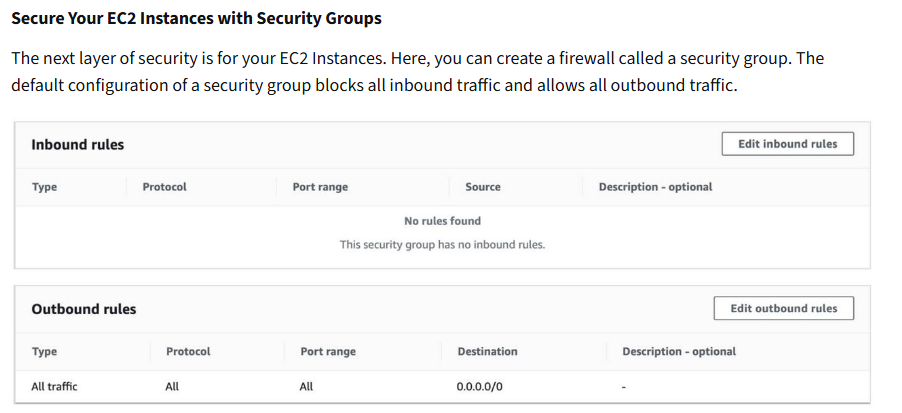 Secure Your EC2 Instances with Security Groups
The next layer of security is for your EC2 Instances. Here, you can create a firewall called a security group. The
default configuration of a security group blocks all inbound traffic and allows all outbound traffic.
Inbound rules Edit inbound rules
Type Protocol Port range Source Description - optional
No rules found
This security group has no inbound rules.
Outbound rules Edit outbound rules
Type Protocol Port range Destination Description - optional
All traffic All All 0.0.0.0/0 -